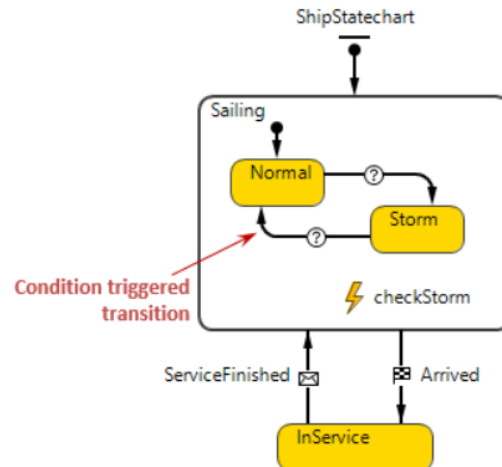 ShipStatechart
Sailing
Normal
?
Storm
?
Condition triggered
transition
checkStorm
ServiceFinished
Arrived
InService